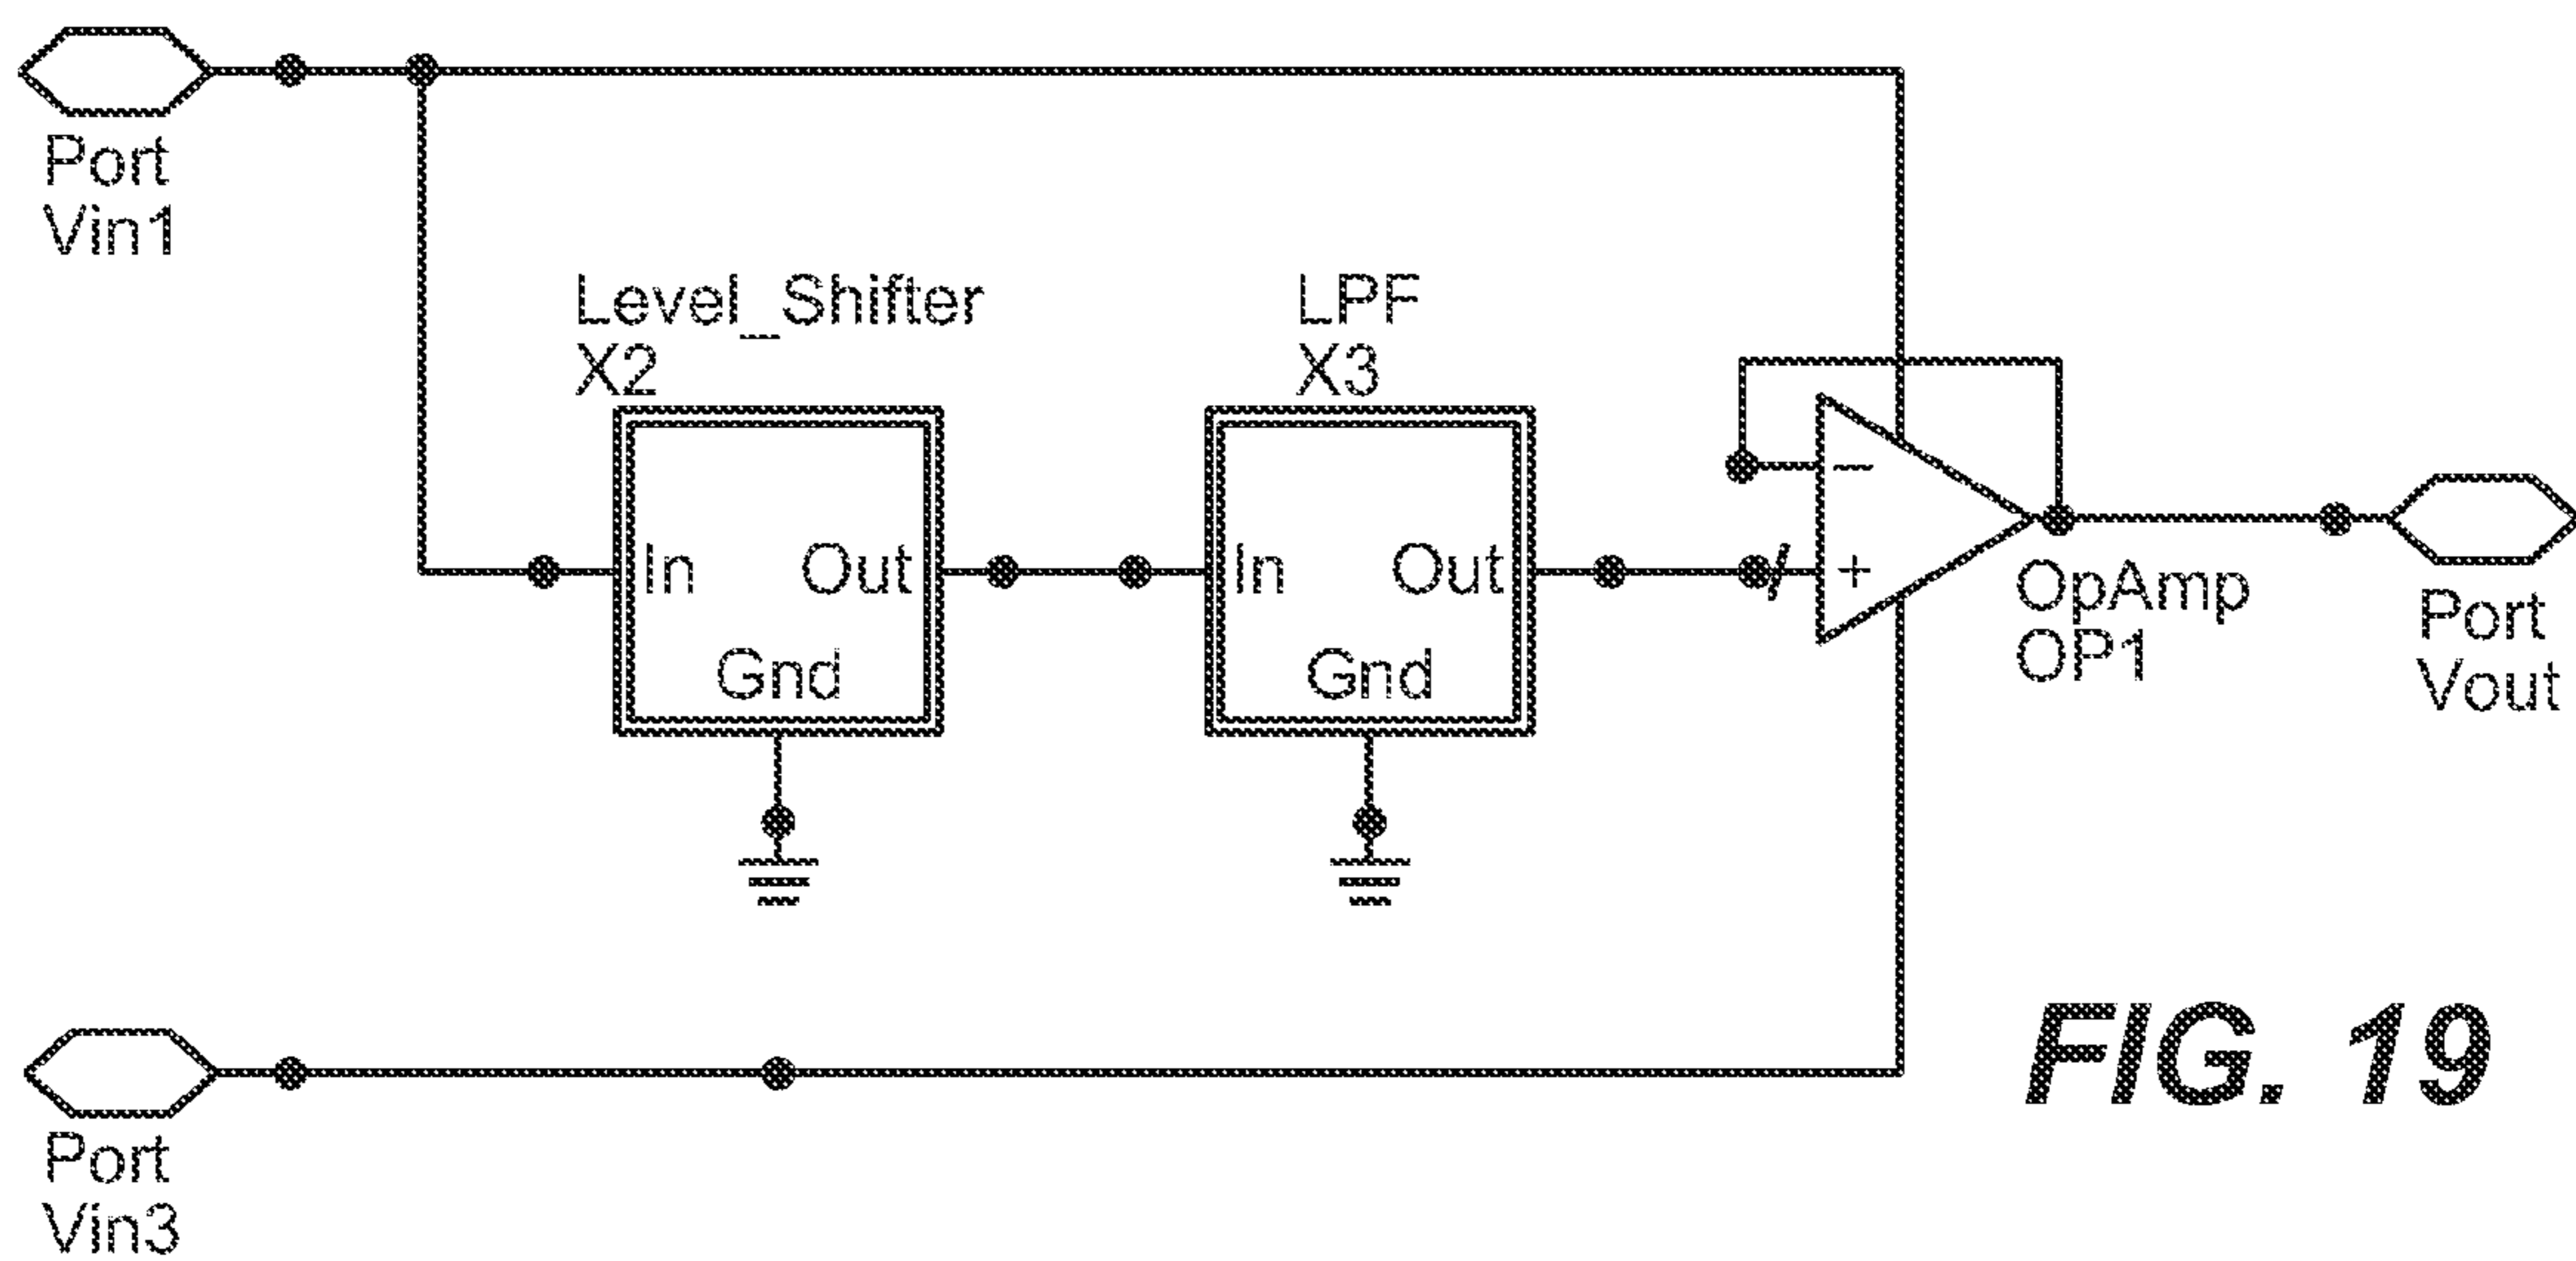 Port
Vin1
Level_Shifter
X2
In
Out
Gnd
LPF
X3
In
Out
Gnd
−
+
OpAmp
OP1
Port
Vout
Port
Vin3
FIG. 19